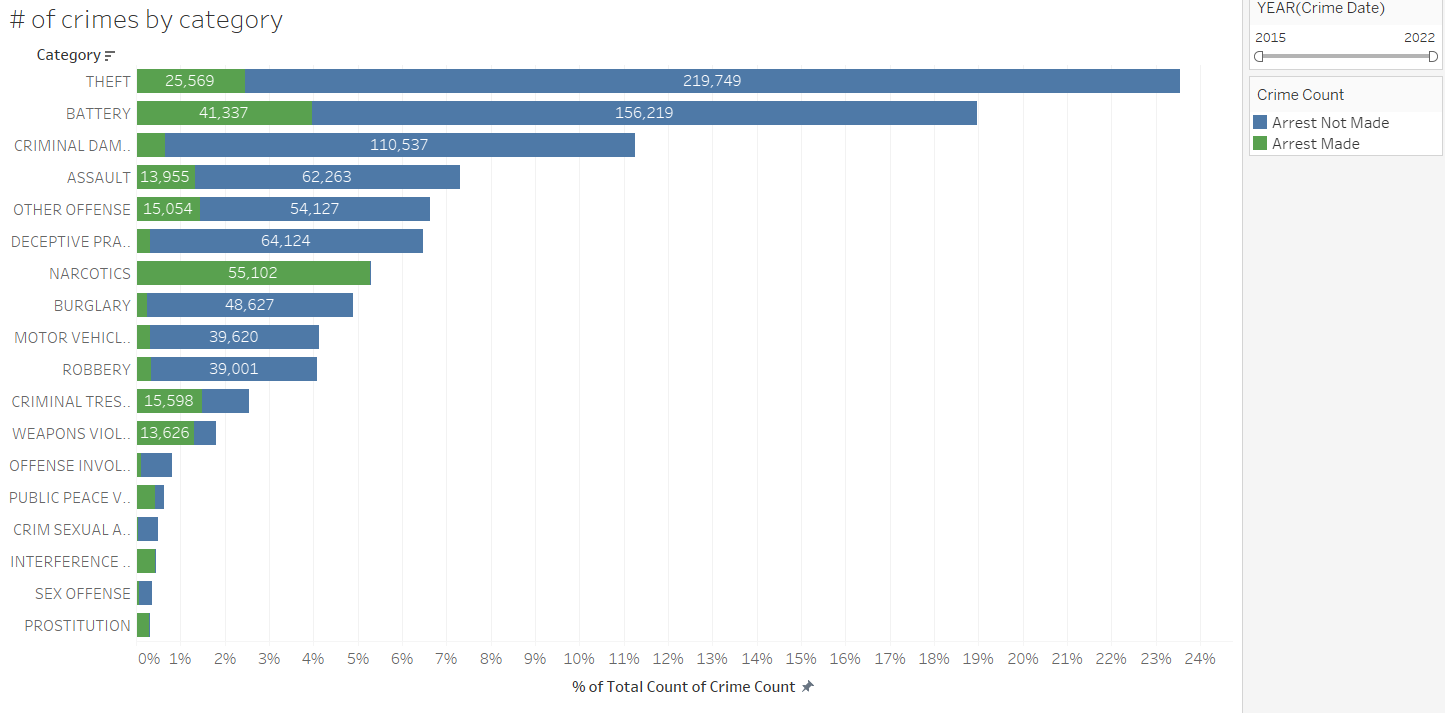 # of crimes by category
Category
THEFT 25,569 219,749
BATTERY 41,337 156,219
CRIMINAL DAM.. 110,537
ASSAULT 13,955 62,263
OTHER OFFENSE 15,054 54,127
DECEPTIVE PRA.. 64,124
NARCOTICS 55,102
BURGLARY 48,627
MOTOR VEHICL.. 39,620
ROBBERY 39,001
CRIMINAL TRES.. 15,598
WEAPONS VIOL.. 13,626
OFFENSE INVOL..
PUBLIC PEACE V..
CRIM SEXUAL A..
INTERFERENCE ..
SEX OFFENSE
PROSTITUTION
0% 1% 2% 3% 4% 5% 6% 7% 8% 9% 10% 11% 12% 13% 14% 15% 16% 17% 18% 19% 20% 21% 22% 23% 24%
% of Total Count of Crime Count
YEAR(Crime Date)
2015 2022
Crime Count
Arrest Not Made
Arrest Made